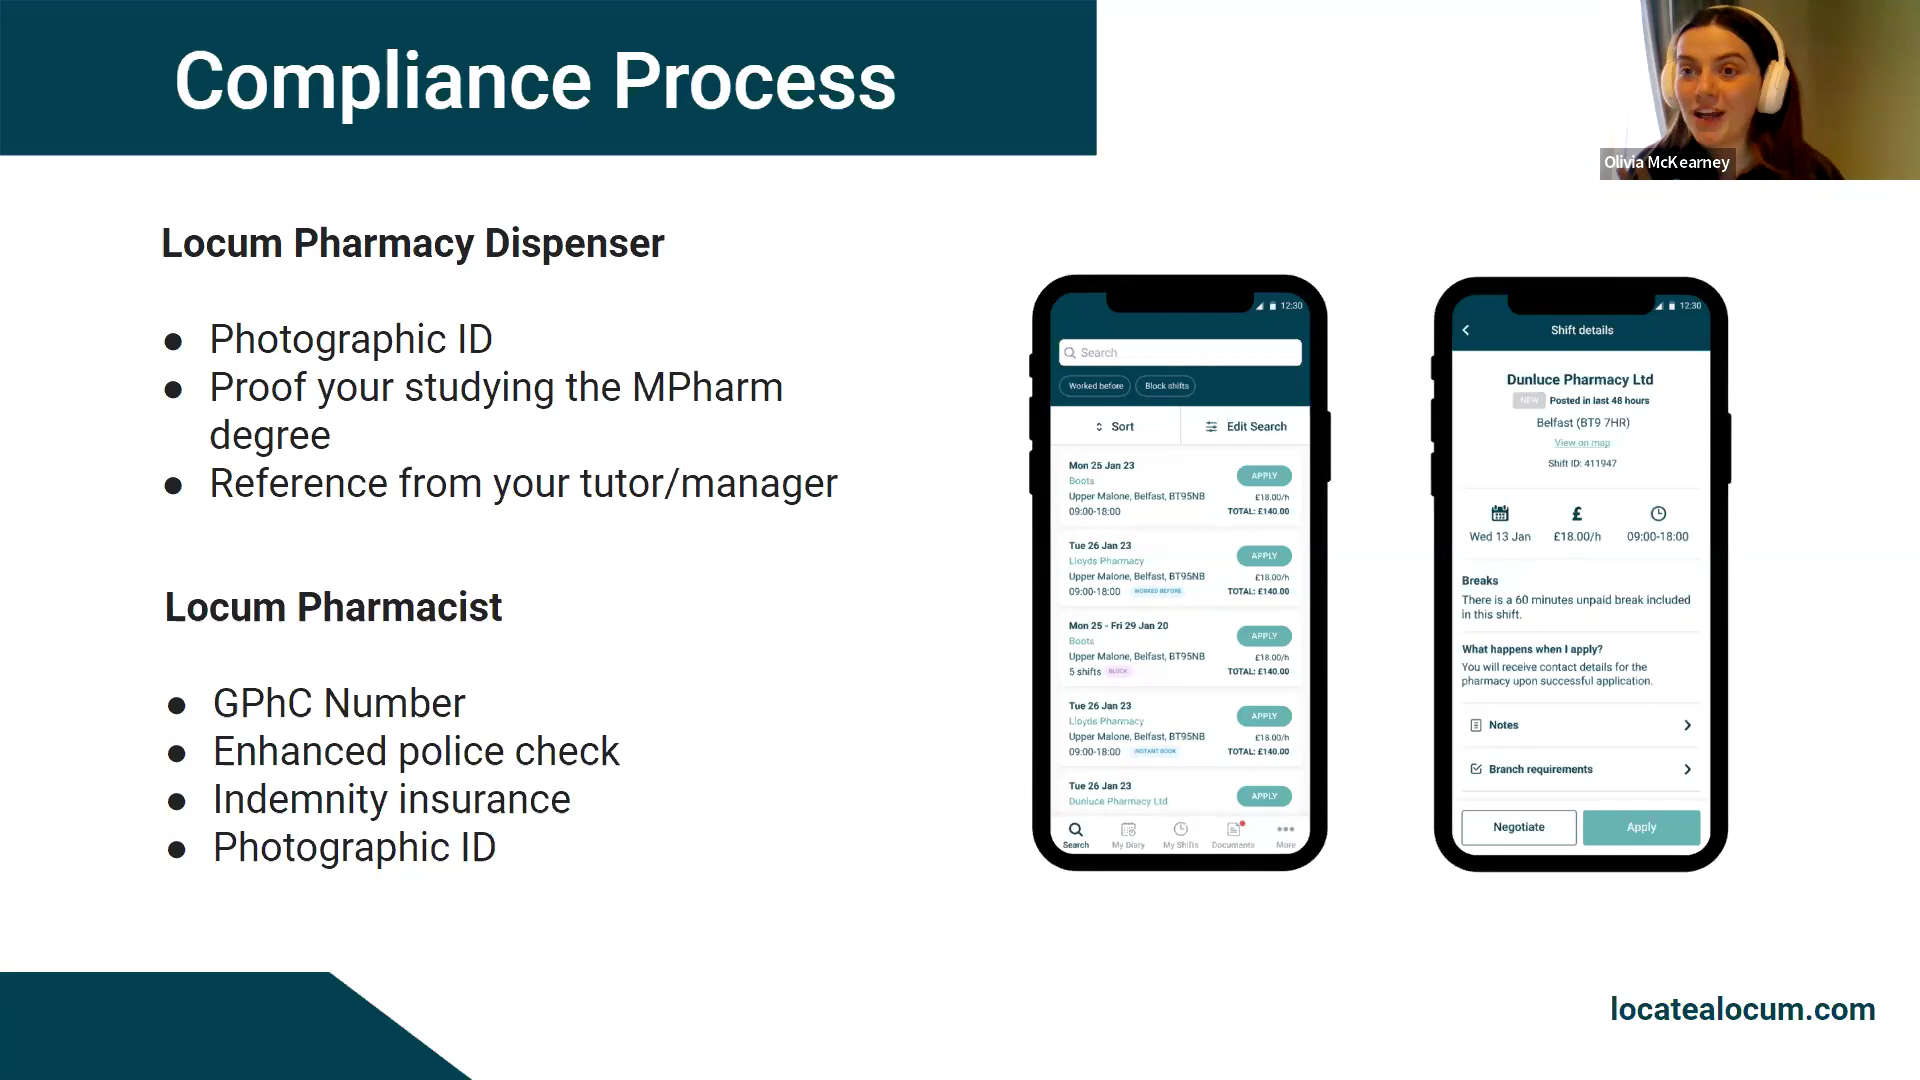 Compliance Process
Olivia McKearney
Locum Pharmacy Dispenser
● Photographic ID
● Proof your studying the MPharm
degree
● Reference from your tutor/manager
Locum Pharmacist
● GPhC Number
● Enhanced police check
● Indemnity insurance
● Photographic ID
12:30
Search
Worked before
Block shifts
Sort
Edit Search
Mon 25 Jan 23
APPLY
Boots
Upper Malone, Belfast, BT95NB
£18.00/h
09:00-18:00
TOTAL: £140.00
Tue 26 Jan 23
APPLY
Lloyds Pharmacy
Upper Malone, Belfast, BT95NB
£18.00/h
09:00-18:00
WORKED BEFORE
TOTAL: £140.00
Mon 25 - Fri 29 Jan 20
APPLY
Boots
Upper Malone, Belfast, BT95NB
£18.00/h
5 shifts
BLOCK
TOTAL: £140.00
Tue 26 Jan 23
APPLY
Lloyds Pharmacy
Upper Malone, Belfast, BT95NB
£18.00/h
09:00-18:00
INSTANT BOOK
TOTAL: £140.00
Tue 26 Jan 23
APPLY
Dunluce Pharmacy Ltd
Search
My Diary
My Shifts
Documents
More
12:30
Shift details
Dunluce Pharmacy Ltd
NEW Posted in last 48 hours
Belfast (BT9 7HR)
View on map
Shift ID: 411947
Wed 13 Jan
£18.00/h
09:00-18:00
Breaks
There is a 60 minutes unpaid break included
in this shift.
What happens when I apply?
You will receive contact details for the
pharmacy upon successful application.
Notes
Branch requirements
Negotiate
Apply
locatealocum.com